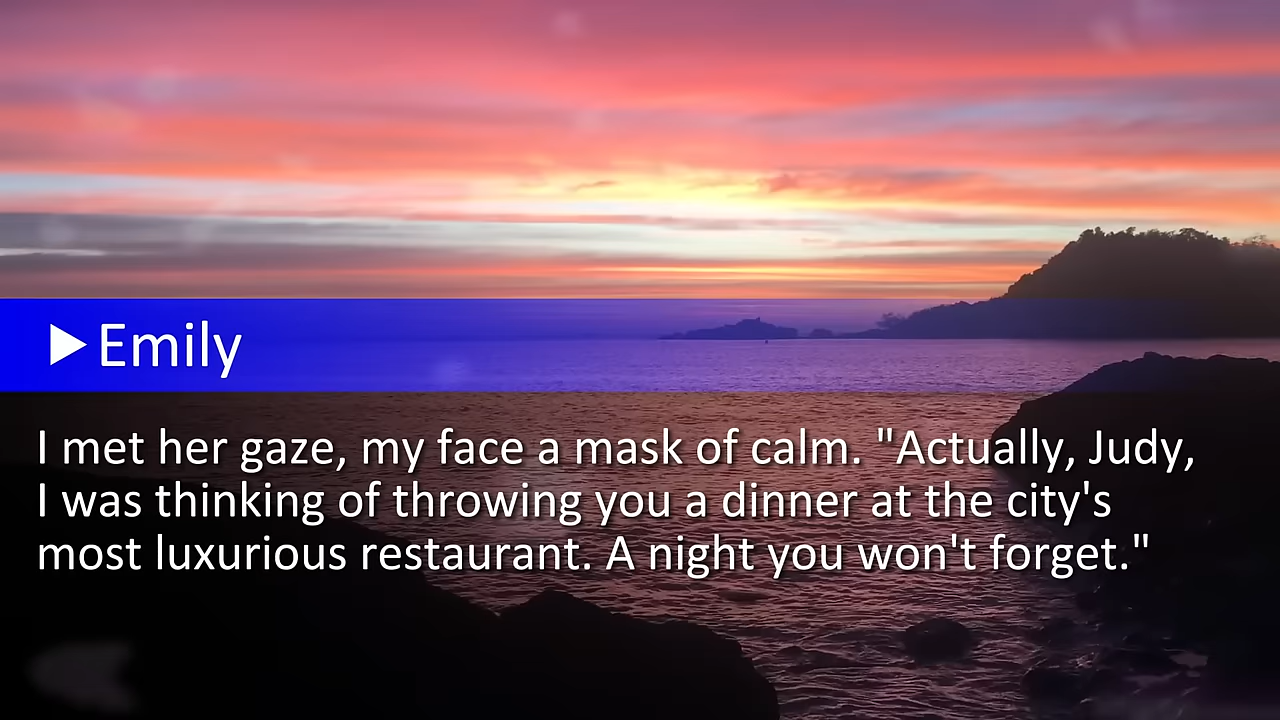 Emily
I met her gaze, my face a mask of calm. "Actually, Judy,
I was thinking of throwing you a dinner at the city's
most luxurious restaurant. A night you won't forget."